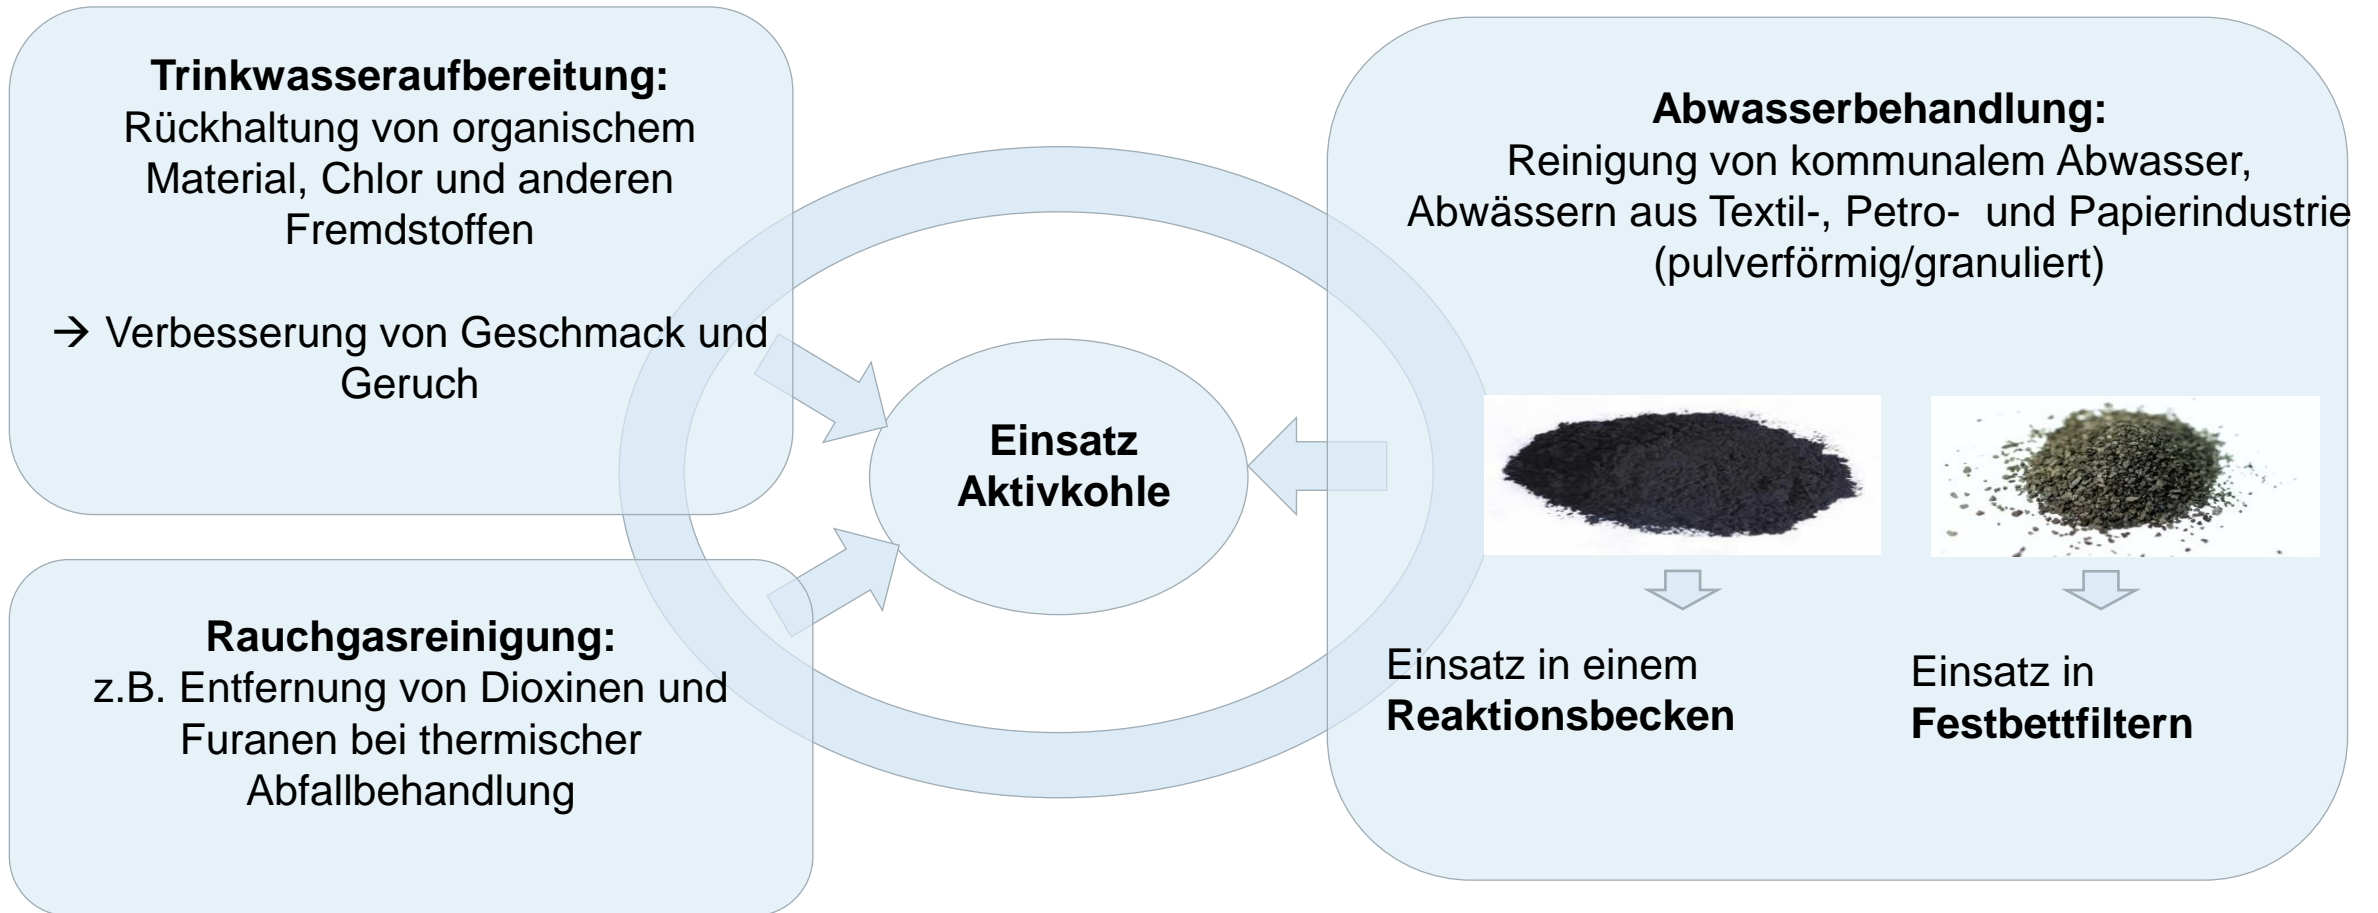 Trinkwasseraufbereitung:
Rückhaltung von organischem
Material, Chlor und anderen
Fremdstoffen
→ Verbesserung von Geschmack und
Geruch
Rauchgasreinigung:
z.B. Entfernung von Dioxinen und
Furanen bei thermischer
Abfallbehandlung
Einsatz
Aktivkohle
Abwasserbehandlung:
Reinigung von kommunalem Abwasser,
Abwässern aus Textil-, Petro-  und Papierindustrie
(pulverförmig/granuliert)
Einsatz in einem
Reaktionsbecken
Einsatz in
Festbettfiltern